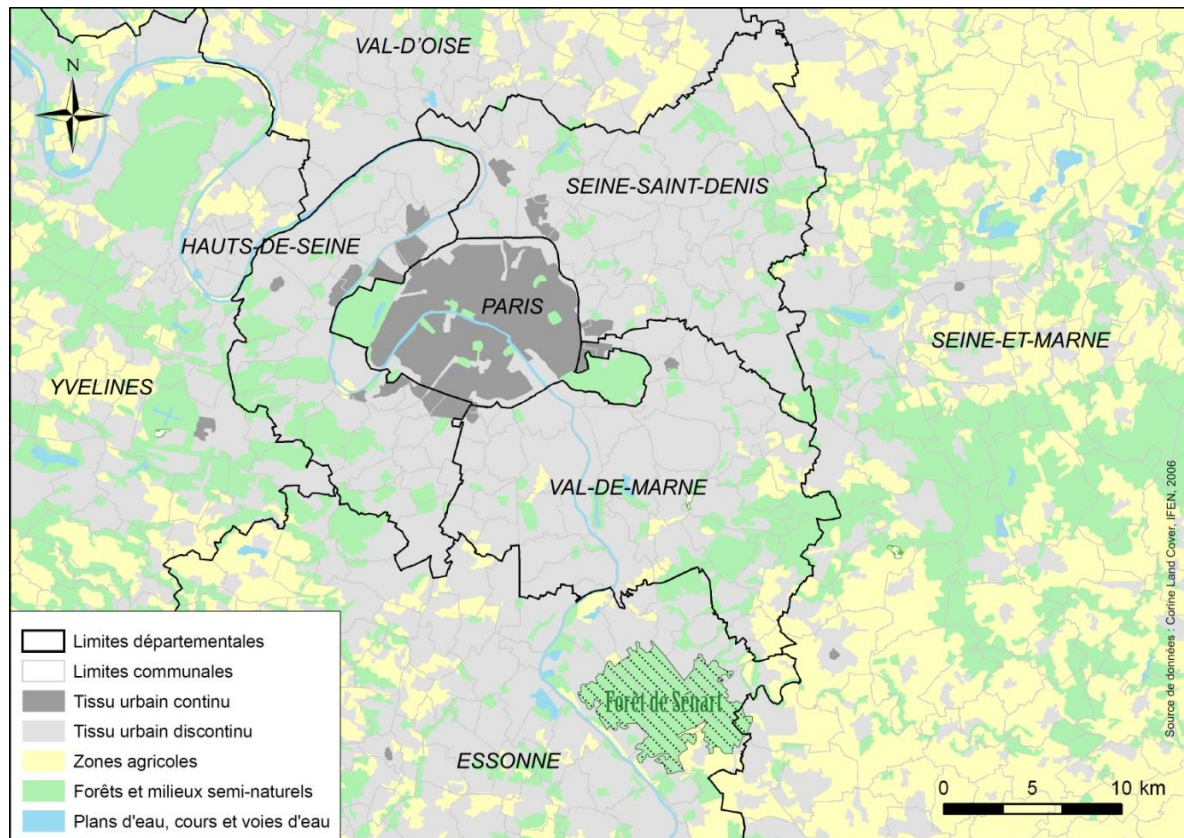 VAL-D'OISE
N
SEINE-SAINT-DENIS
HAUTS-DE-SEINE
PARIS
SEINE-ET-MARNE
YVELINES
VAL-DE-MARNE
Forêt de Sénart
ESSONNE
Limites départementales
Limites communales
Tissu urbain continu
Tissu urbain discontinu
Zones agricoles
Forêts et milieux semi-naturels
Plans d'eau, cours et voies d'eau
0 5 10 km
Source de données : Corine Land Cover, IFEN, 2006